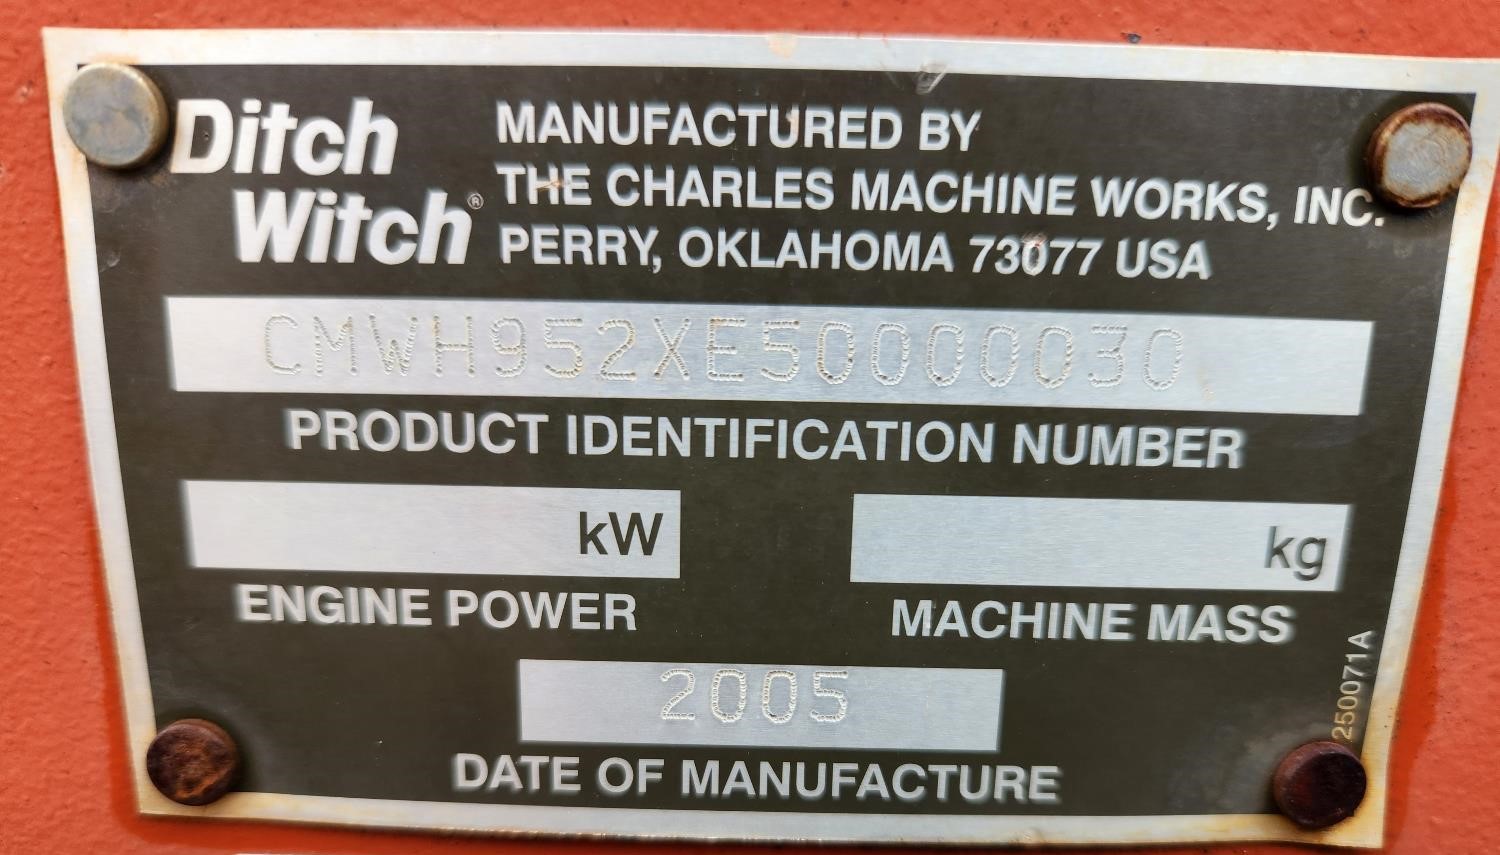 Ditch
Witch®
MANUFACTURED BY
THE CHARLES MACHINE WORKS, INC.
PERRY, OKLAHOMA 73077 USA
CMWH952XE50000030
PRODUCT IDENTIFICATION NUMBER
kW
ENGINE POWER
kg
MACHINE MASS
2005
DATE OF MANUFACTURE
250071A